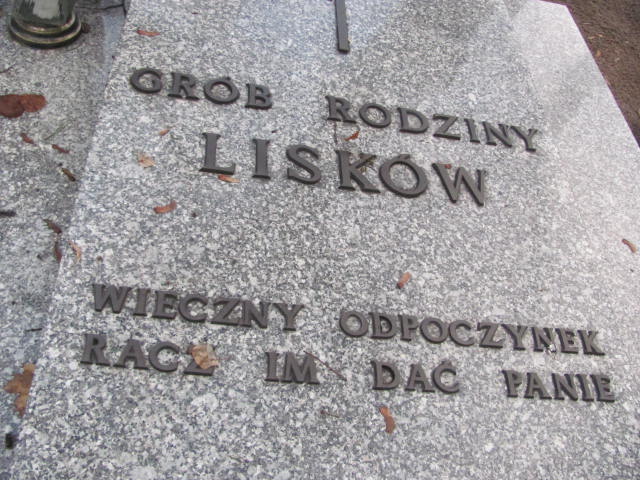 GRÓB RODZINY
LISKÓW
WIECZNY ODPOCZYNEK
RACZ IM DAĆ PANIE